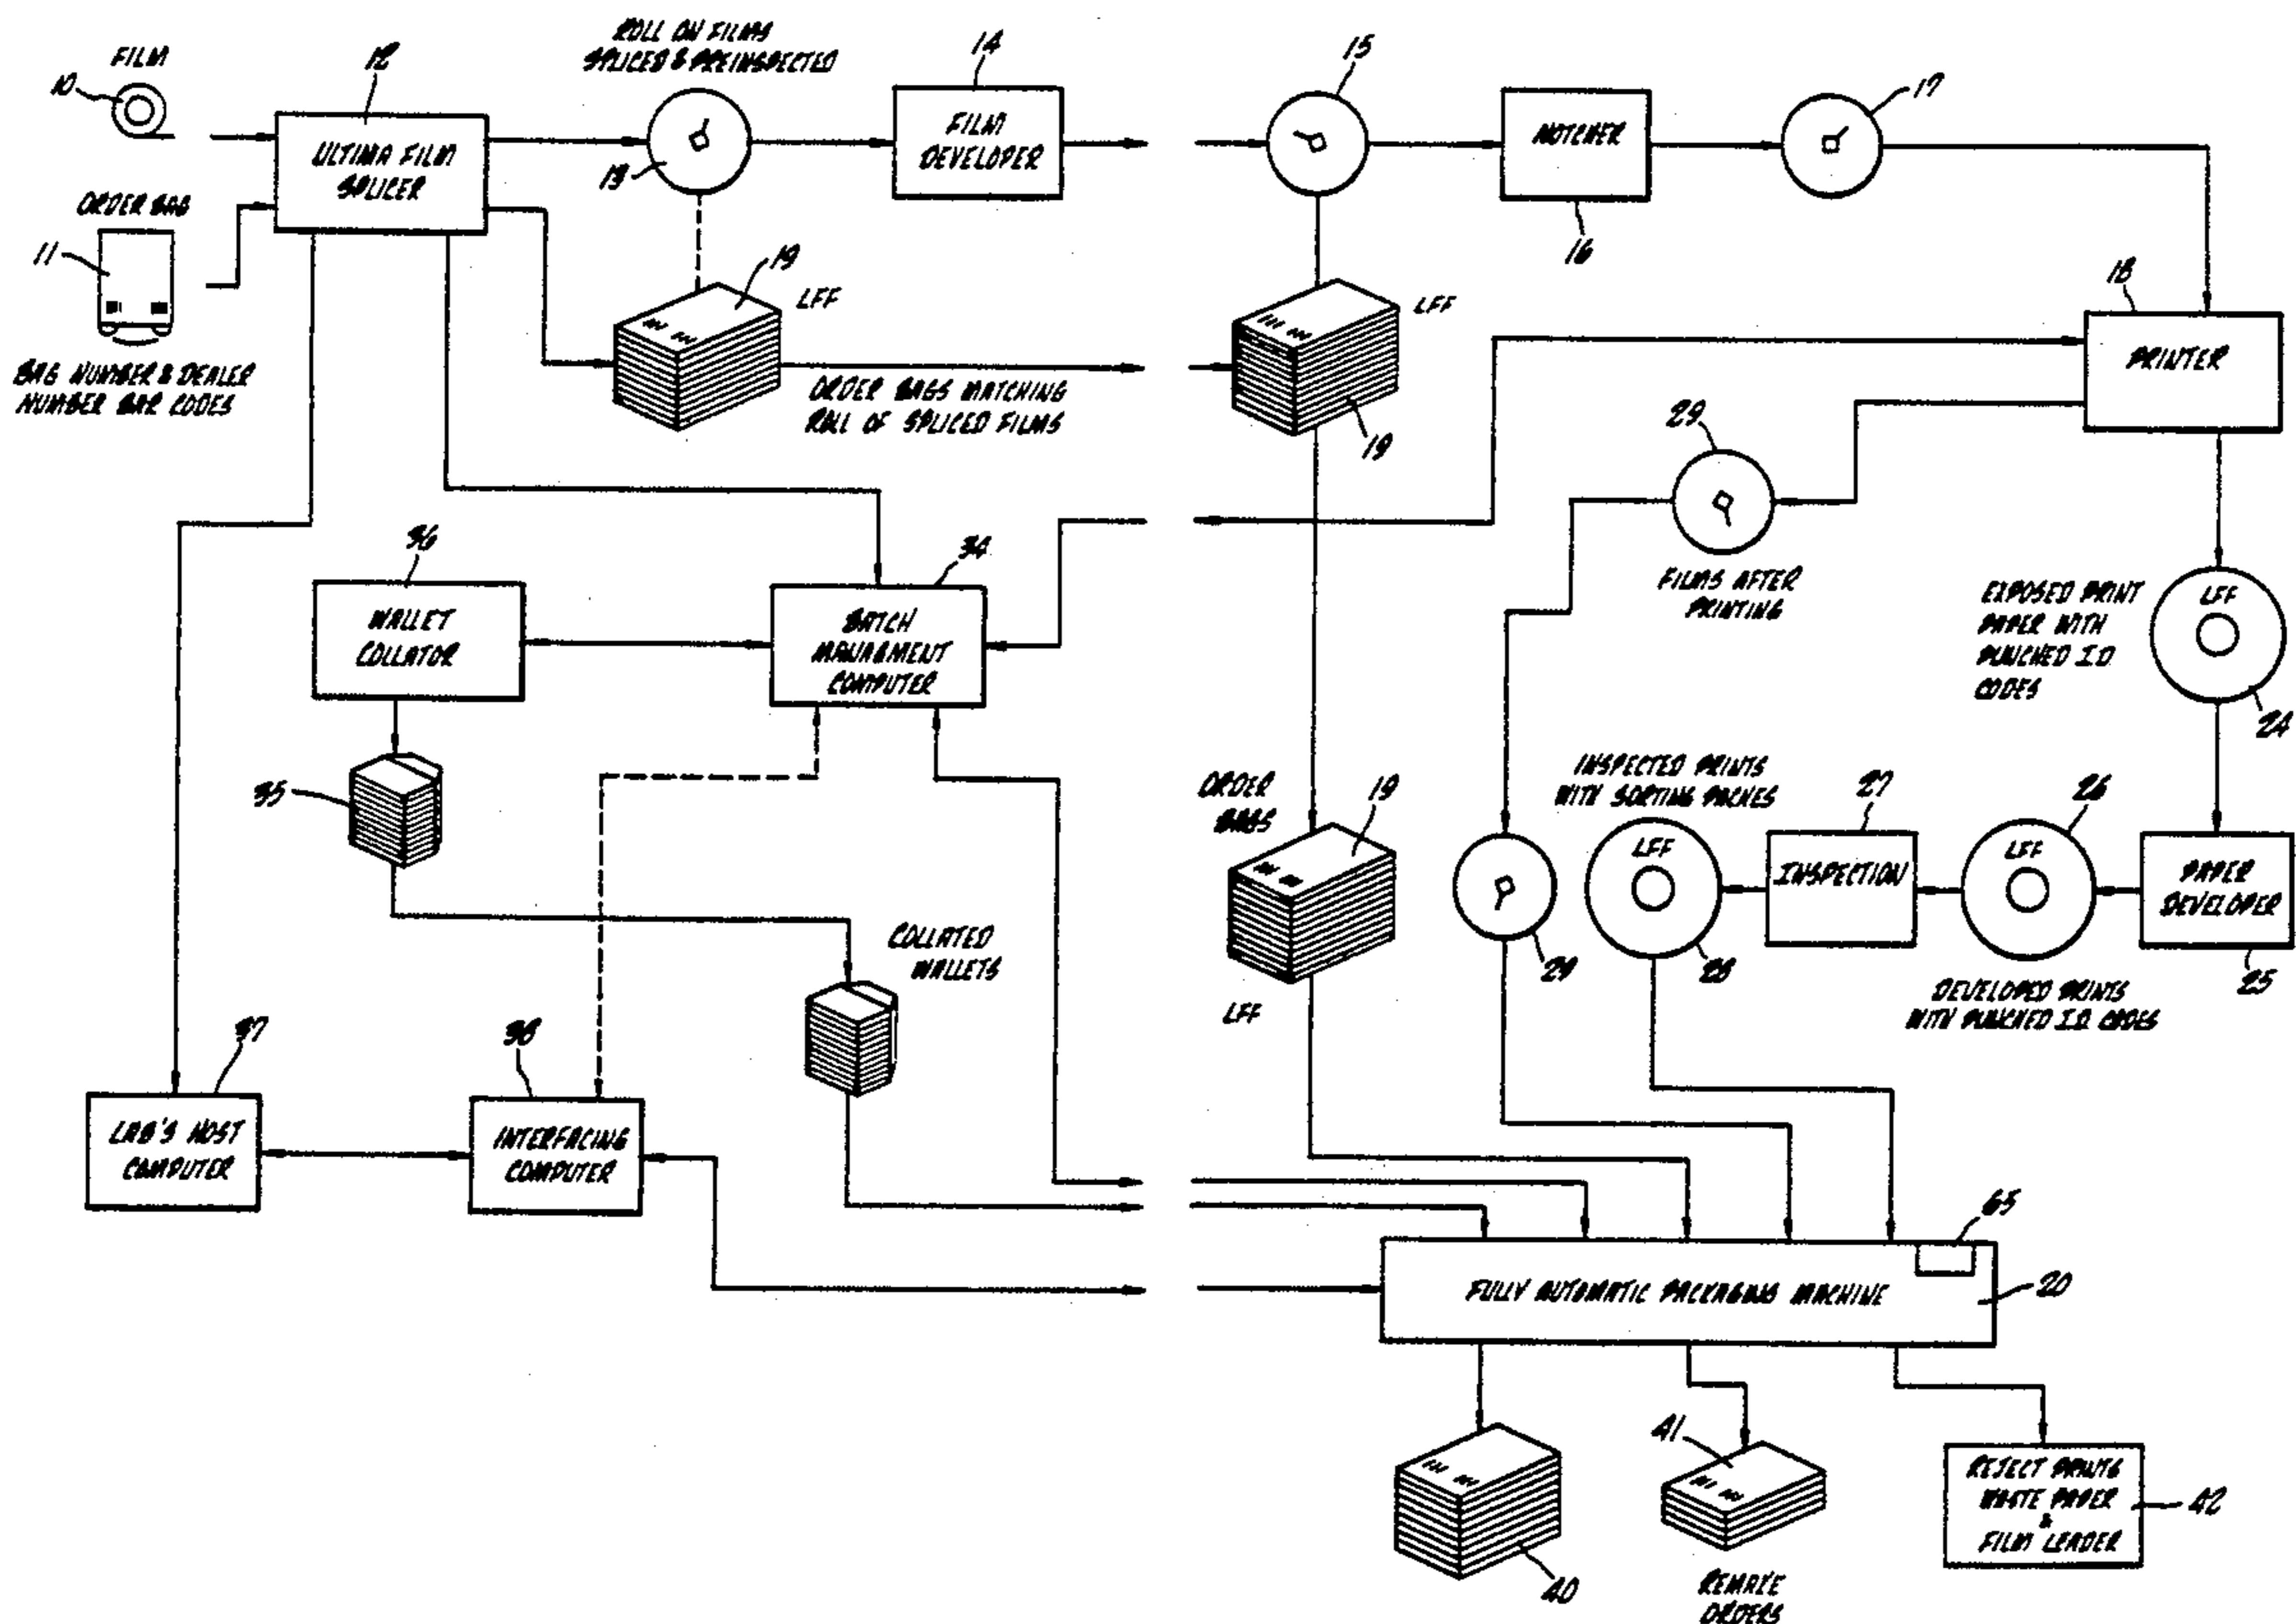 FILM
10
ORDER BAG
11
BAG NUMBER & DEALER
NUMBER BAR CODES
12
ULTIMA FILM
SPLICER
ROLL ON FILMS
SPLICED & PREINSPECTED
13
14
FILM
DEVELOPER
19
LFF
ORDER BAGS MATCHING
ROLL OF SPLICED FILMS
15
NOTCHER
16
17
LFF
19
18
PRINTER
29
FILMS AFTER
PRINTING
EXPOSED PRINT
PAPER WITH
PUNCHED I.D.
CODES
LFF
24
36
WALLET
COLLATOR
34
BATCH
MANAGMENT
COMPUTER
35
COLLATED
WALLETS
ORDER
BAGS
19
LFF
29
INSPECTED PRINTS
WITH SORTING PUCHES
LFF
28
27
INSPECTION
26
LFF
DEVELOPED PRINTS
WITH PUNCHED I.D. CODES
PAPER
DEVELOPER
25
37
LAB'S HOST
COMPUTER
38
INTERFACING
COMPUTER
65
FULLY AUTOMATIC PACKAGING MACHINE
20
40
41
REMAKE
ORDERS
REJECT PRINTS
WASTE PAPER
&
FILM LEADER
42